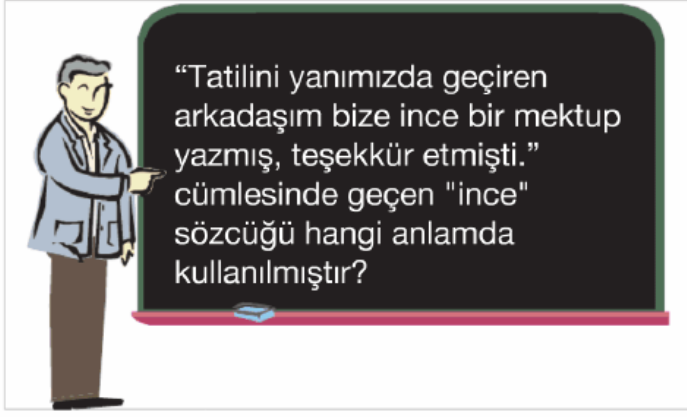 “Tatilini yanımızda geçiren
arkadaşım bize ince bir mektup
yazmış, teşekkür etmişti.”
cümlesinde geçen "ince"
sözcüğü hangi anlamda
kullanılmıştır?